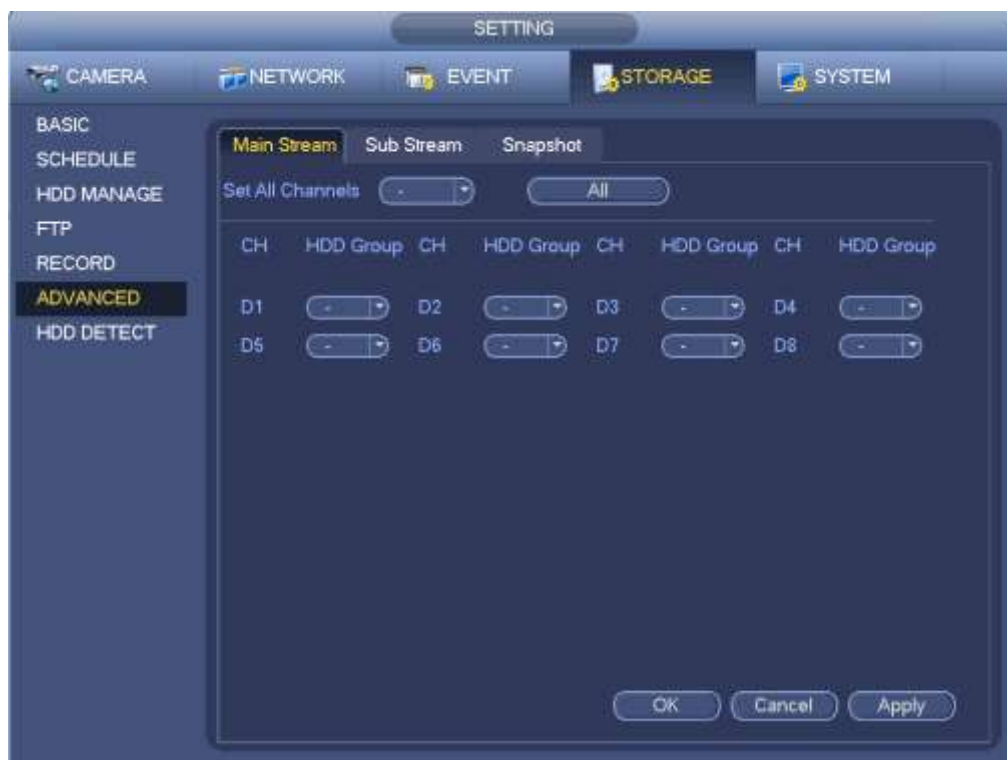 SETTING
CAMERA NETWORK EVENT STORAGE SYSTEM
BASIC
SCHEDULE
HDD MANAGE
FTP
RECORD
ADVANCED
HDD DETECT
Main Stream Sub Stream Snapshot
Set All Channels - All
CH HDD Group CH HDD Group CH HDD Group CH HDD Group
D1 - D2 - D3 - D4 -
D5 - D6 - D7 - D8 -
OK Cancel Apply